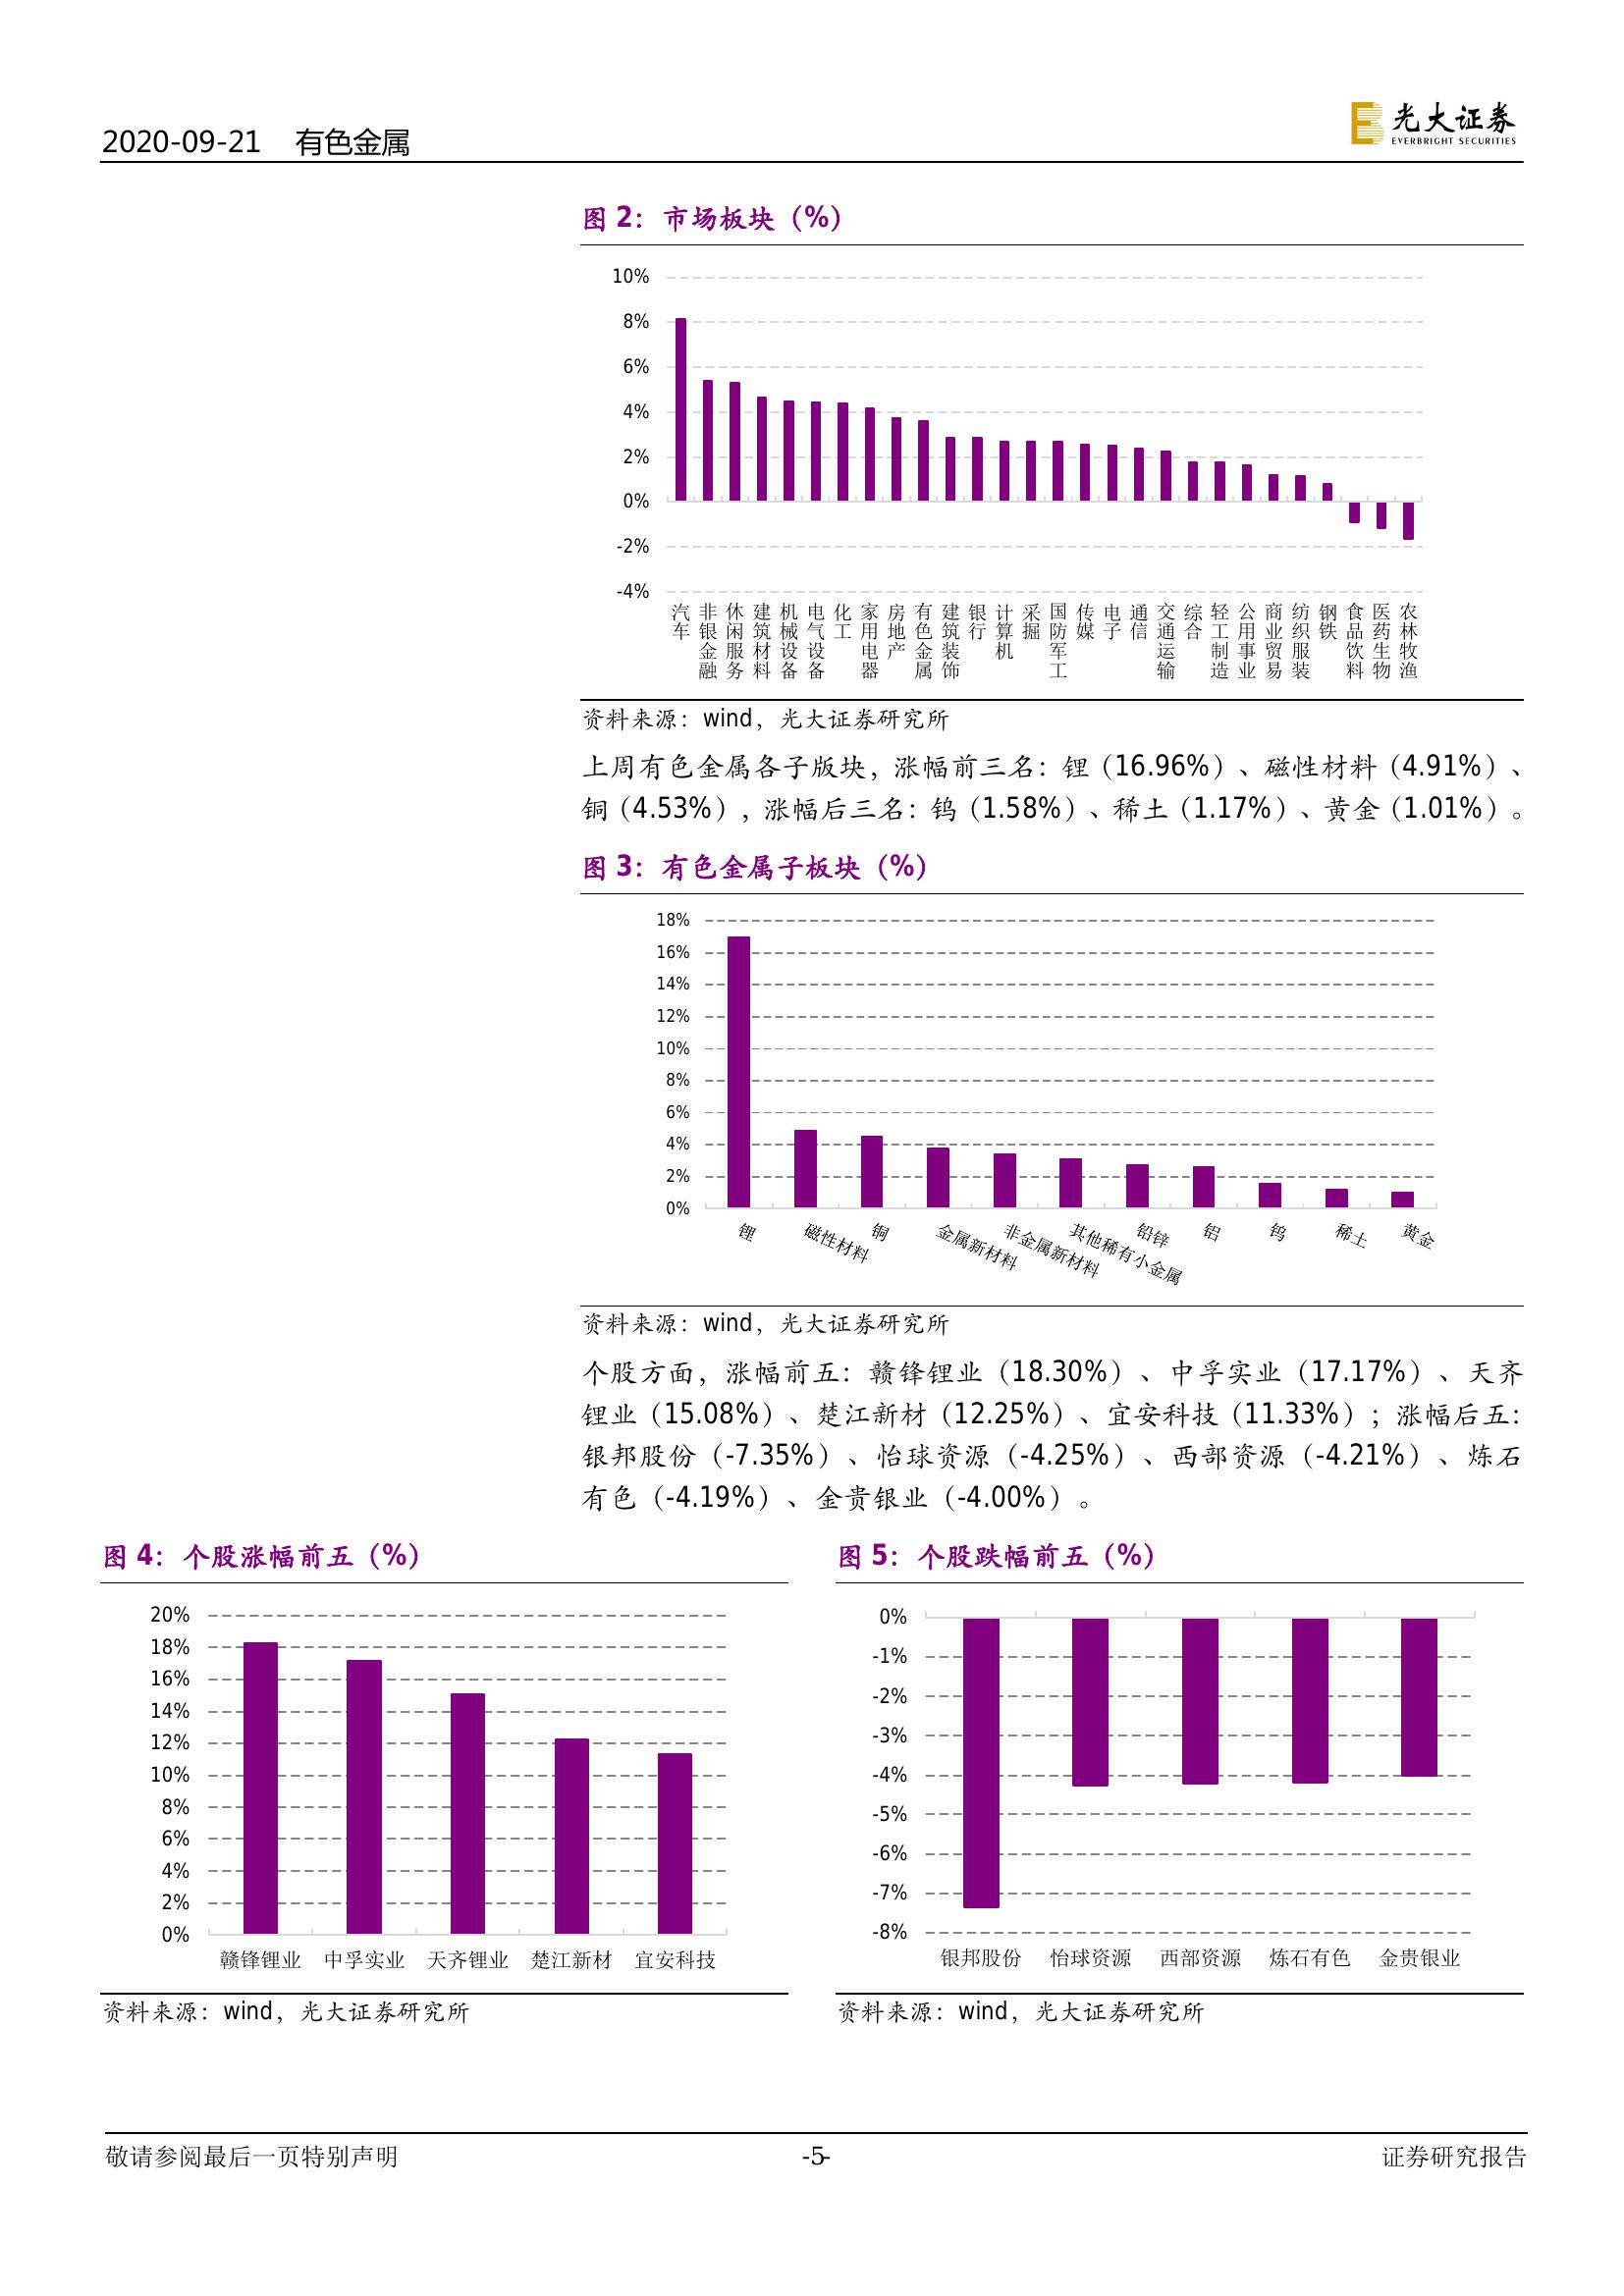 2020-09-21 有色金属
光大证券
EVERBRIGHT SECURITIES
图 2：市场板块（%）
10%
8%
6%
4%
2%
0%
-2%
-4%
汽车 非银金融 休闲服务 建筑材料 机械设备 电气设备 化工 家用电器 房地产 有色金属 建筑装饰 银行 计算机 采掘 国防军工 传媒 电子 通信 交通运输 综合 轻工制造 公用事业 商业贸易 纺织服装 钢铁 食品饮料 医药生物 农林牧渔
资料来源：wind，光大证券研究所
上周有色金属各子版块，涨幅前三名：锂（16.96%）、磁性材料（4.91%）、
铜（4.53%），涨幅后三名：钨（1.58%）、稀土（1.17%）、黄金（1.01%）。
图 3：有色金属子板块（%）
18%
16%
14%
12%
10%
8%
6%
4%
2%
0%
锂 磁性材料 铜 金属新材料 非金属新材料 其他稀有小金属 铅锌 铝 钨 稀土 黄金
资料来源：wind，光大证券研究所
个股方面，涨幅前五：赣锋锂业（18.30%）、中孚实业（17.17%）、天齐
锂业（15.08%）、楚江新材（12.25%）、宜安科技（11.33%）；涨幅后五：
银邦股份（-7.35%）、怡球资源（-4.25%）、西部资源（-4.21%）、炼石
有色（-4.19%）、金贵银业（-4.00%）。
图 4：个股涨幅前五（%）
20%
18%
16%
14%
12%
10%
8%
6%
4%
2%
0%
赣锋锂业 中孚实业 天齐锂业 楚江新材 宜安科技
资料来源：wind，光大证券研究所
图 5：个股跌幅前五（%）
0%
-1%
-2%
-3%
-4%
-5%
-6%
-7%
-8%
银邦股份 怡球资源 西部资源 炼石有色 金贵银业
资料来源：wind，光大证券研究所
敬请参阅最后一页特别声明
-5-
证券研究报告